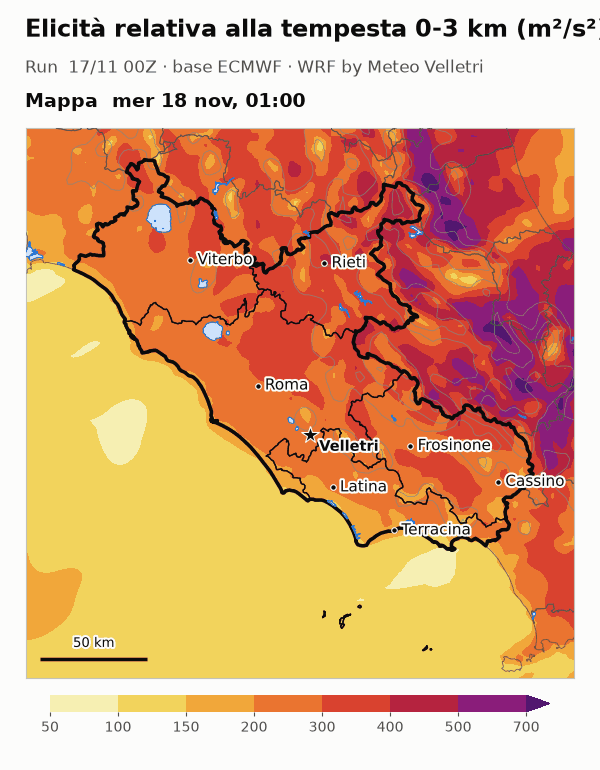 Elicità relativa alla tempesta 0-3 km (m²/s²)
Run  17/11 00Z · base ECMWF · WRF by Meteo Velletri
Mappa  mer 18 nov, 01:00
Viterbo
Rieti
Roma
Velletri
Frosinone
Latina
Cassino
Terracina
50 km
50 100 150 200 300 400 500 700